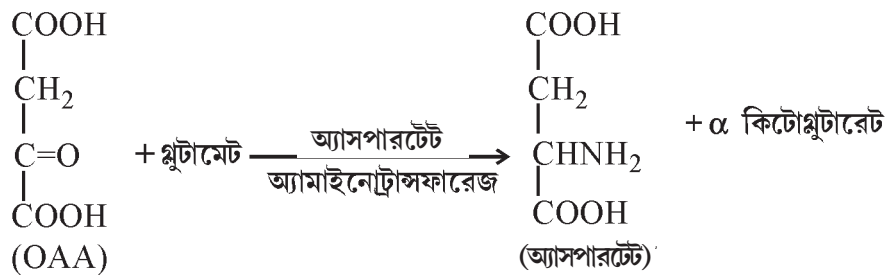 COOH
CH2
C=O
COOH
(OAA)
+ গ্লুটামেট
অ্যাসপারটেট
অ্যামাইনোট্রান্সফারেজ
COOH
CH2
CHNH2
COOH
(অ্যাসপারটেট)
+ α কিটোগ্লুটারেট